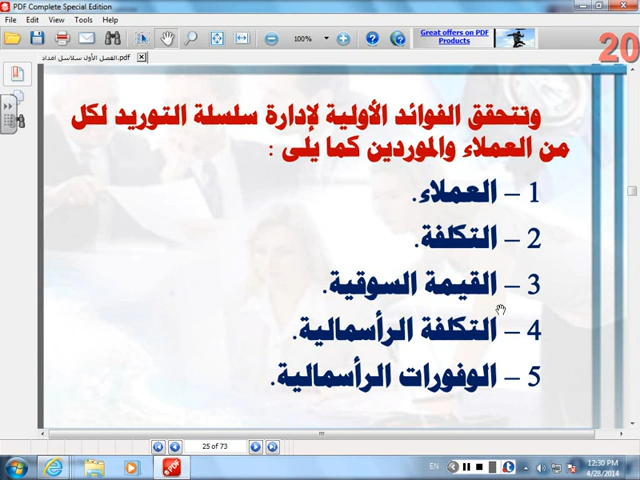 PDF Complete Special Edition
File Edit View Tools Help
100%
Great offers on PDF
Products
20
الفصل الأول سلاسل امداد.pdf
وتتحقق الفوائد الأولية لإدارة سلسلة التوريد لكل
من العملاء والموردين كما يلى :
1 – العملاء.
2 – التكلفة.
3 – القيمة السوقية.
4 – التكلفة الرأسمالية.
5 – الوفورات الرأسمالية.
25 of 73
PDF
EN
12:30 PM
4/28/2014